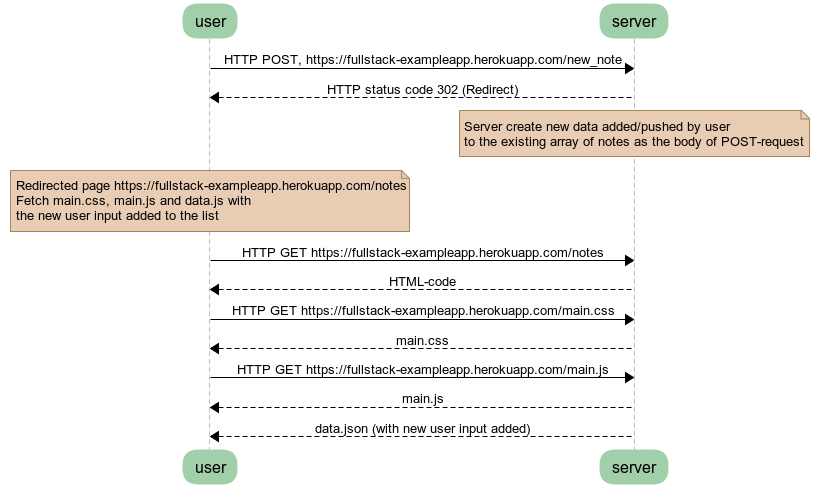 user
server
HTTP POST, https://fullstack-exampleapp.herokuapp.com/new_note
HTTP status code 302 (Redirect)
Server create new data added/pushed by user
to the existing array of notes as the body of POST-request
Redirected page https://fullstack-exampleapp.herokuapp.com/notes
Fetch main.css, main.js and data.js with
the new user input added to the list
HTTP GET https://fullstack-exampleapp.herokuapp.com/notes
HTML-code
HTTP GET https://fullstack-exampleapp.herokuapp.com/main.css
main.css
HTTP GET https://fullstack-exampleapp.herokuapp.com/main.js
main.js
data.json (with new user input added)
user
server